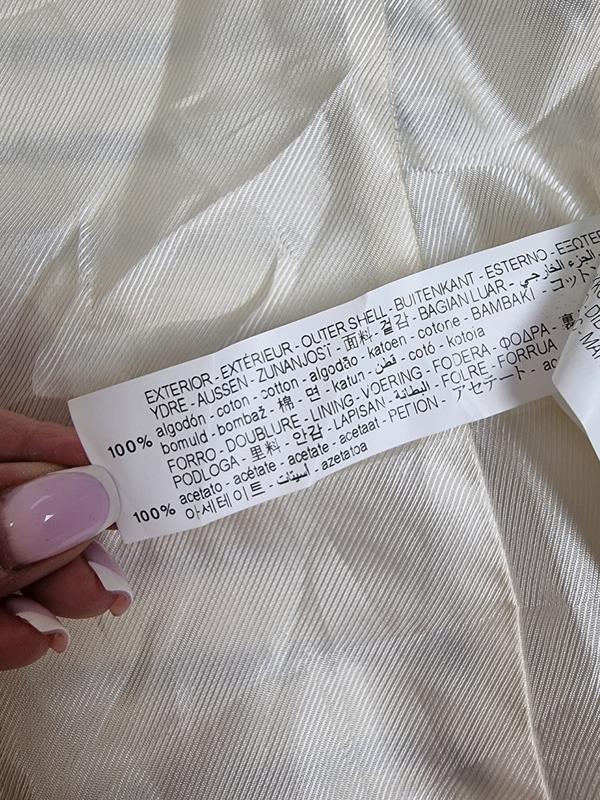 EXTERIOR - EXTÉRIEUR - OUTER SHELL - BUITENKANT - ESTERNO - ΕΞΩΤΕΡ
YDRE - AUSSEN - ZUNANJOST - 面料 - 겉감 - BAGIAN LUAR - الجزء الخارجي
100% algodón - coton - cotton - algodão - katoen - cotone - BAMBAKI - コットン
bomuld - bombaž - 棉 - 면 - katun - قطن - cotó - kotoia
FORRO - DOUBLURE - LINING - VOERING - FODERA - ΦΟΔΡΑ - 裏
PODLOGA - 里料 - 안감 - LAPISAN - البطانة - FOLRE - FORRUA
100% acetato - acétate - acetate - acetaat - ΡΕΓΙΟΝ - アセテート - ac
아세테이트 - أسيتات - azetatoa